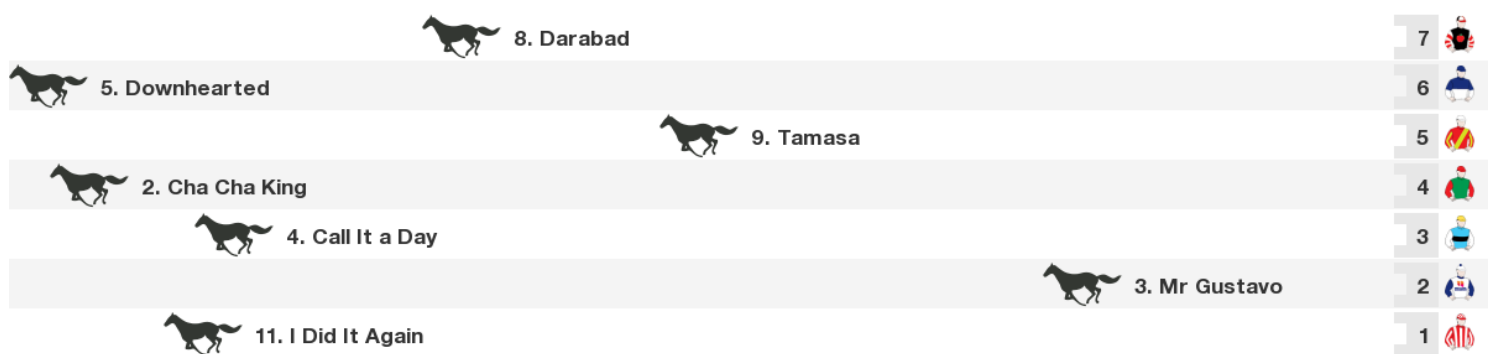 8. Darabad 7
5. Downhearted 6
9. Tamasa 5
2. Cha Cha King 4
4. Call It a Day 3
3. Mr Gustavo 2
11. I Did It Again 1